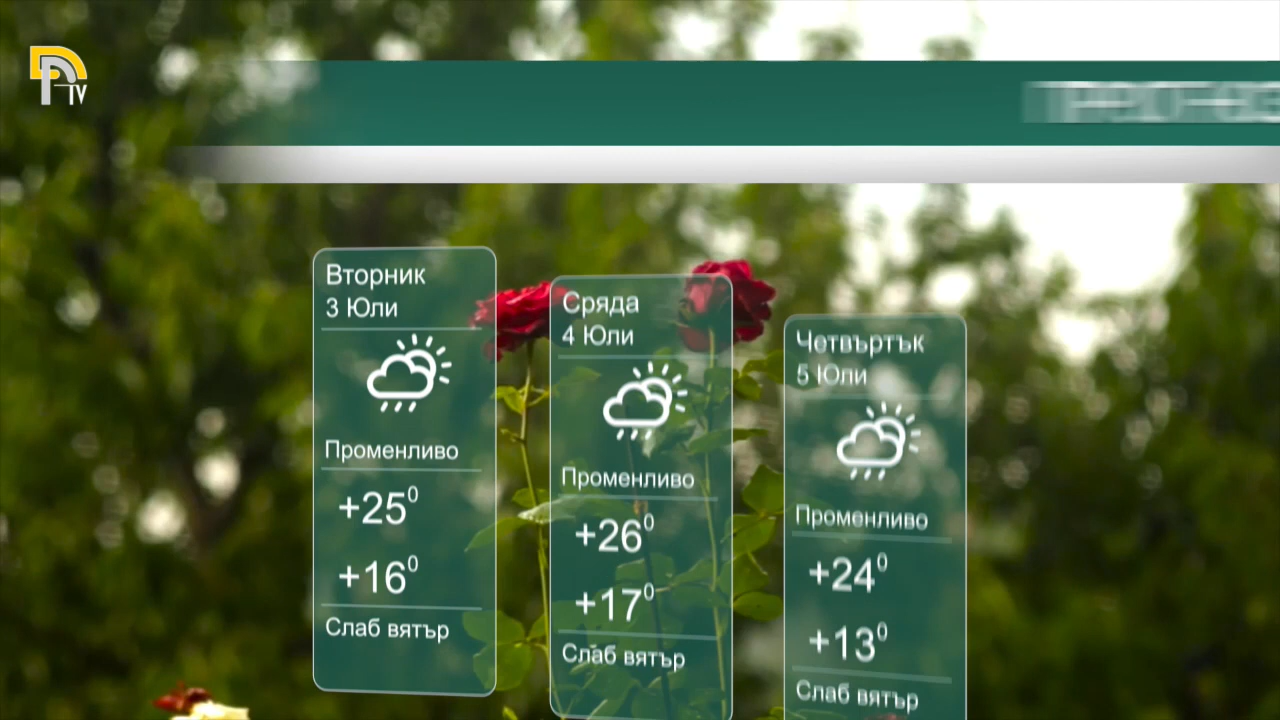 TV
Вторник
3 Юли
Променливо
+25⁰
+16⁰
Слаб вятър
Сряда
4 Юли
Променливо
+26⁰
+17⁰
Слаб вятър
Четвъртък
5 Юли
Променливо
+24⁰
+13⁰
Слаб вятър